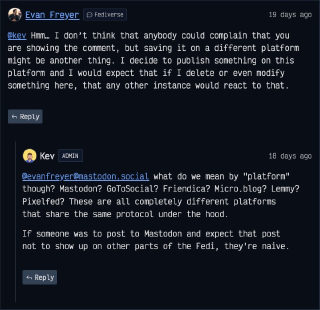 Evan Freyer Fediverse 19 days ago
@kev Hmm… I don't think that anybody could complain that you
are showing the comment, but saving it on a different platform
might be another thing. I decide to publish something on this
platform and I would expect that if I delete or even modify
something here, that any other instance would react to that.
Reply
Kev ADMIN 18 days ago
@evanfreyer@mastodon.social what do we mean by "platform"
though? Mastodon? GoToSocial? Friendica? Micro.blog? Lemmy?
Pixelfed? These are all completely different platforms
that share the same protocol under the hood.
If someone was to post to Mastodon and expect that post
not to show up on other parts of the Fedi, they're naive.
Reply